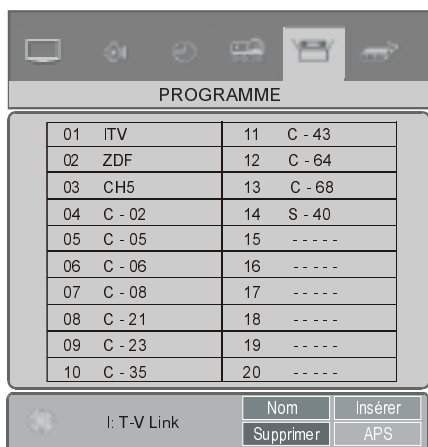 PROGRAMME
01 ITV 11 C - 43
02 ZDF 12 C - 64
03 CH5 13 C - 68
04 C - 02 14 S - 40
05 C - 05 15 - - - - -
06 C - 06 16 - - - - -
07 C - 08 17 - - - - -
08 C - 21 18 - - - - -
09 C - 23 19 - - - - -
10 C - 35 20 - - - - -
I: T-V Link Nom Insérer
Supprimer APS